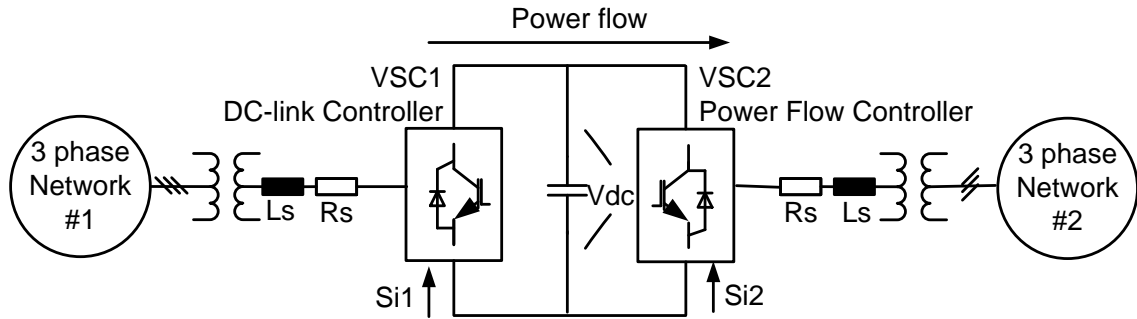 Power flow
VSC1
VSC2
DC-link Controller
Power Flow Controller
3 phase
Network
#1
Ls
Rs
Vdc
Rs
Ls
3 phase
Network
#2
Si1
Si2